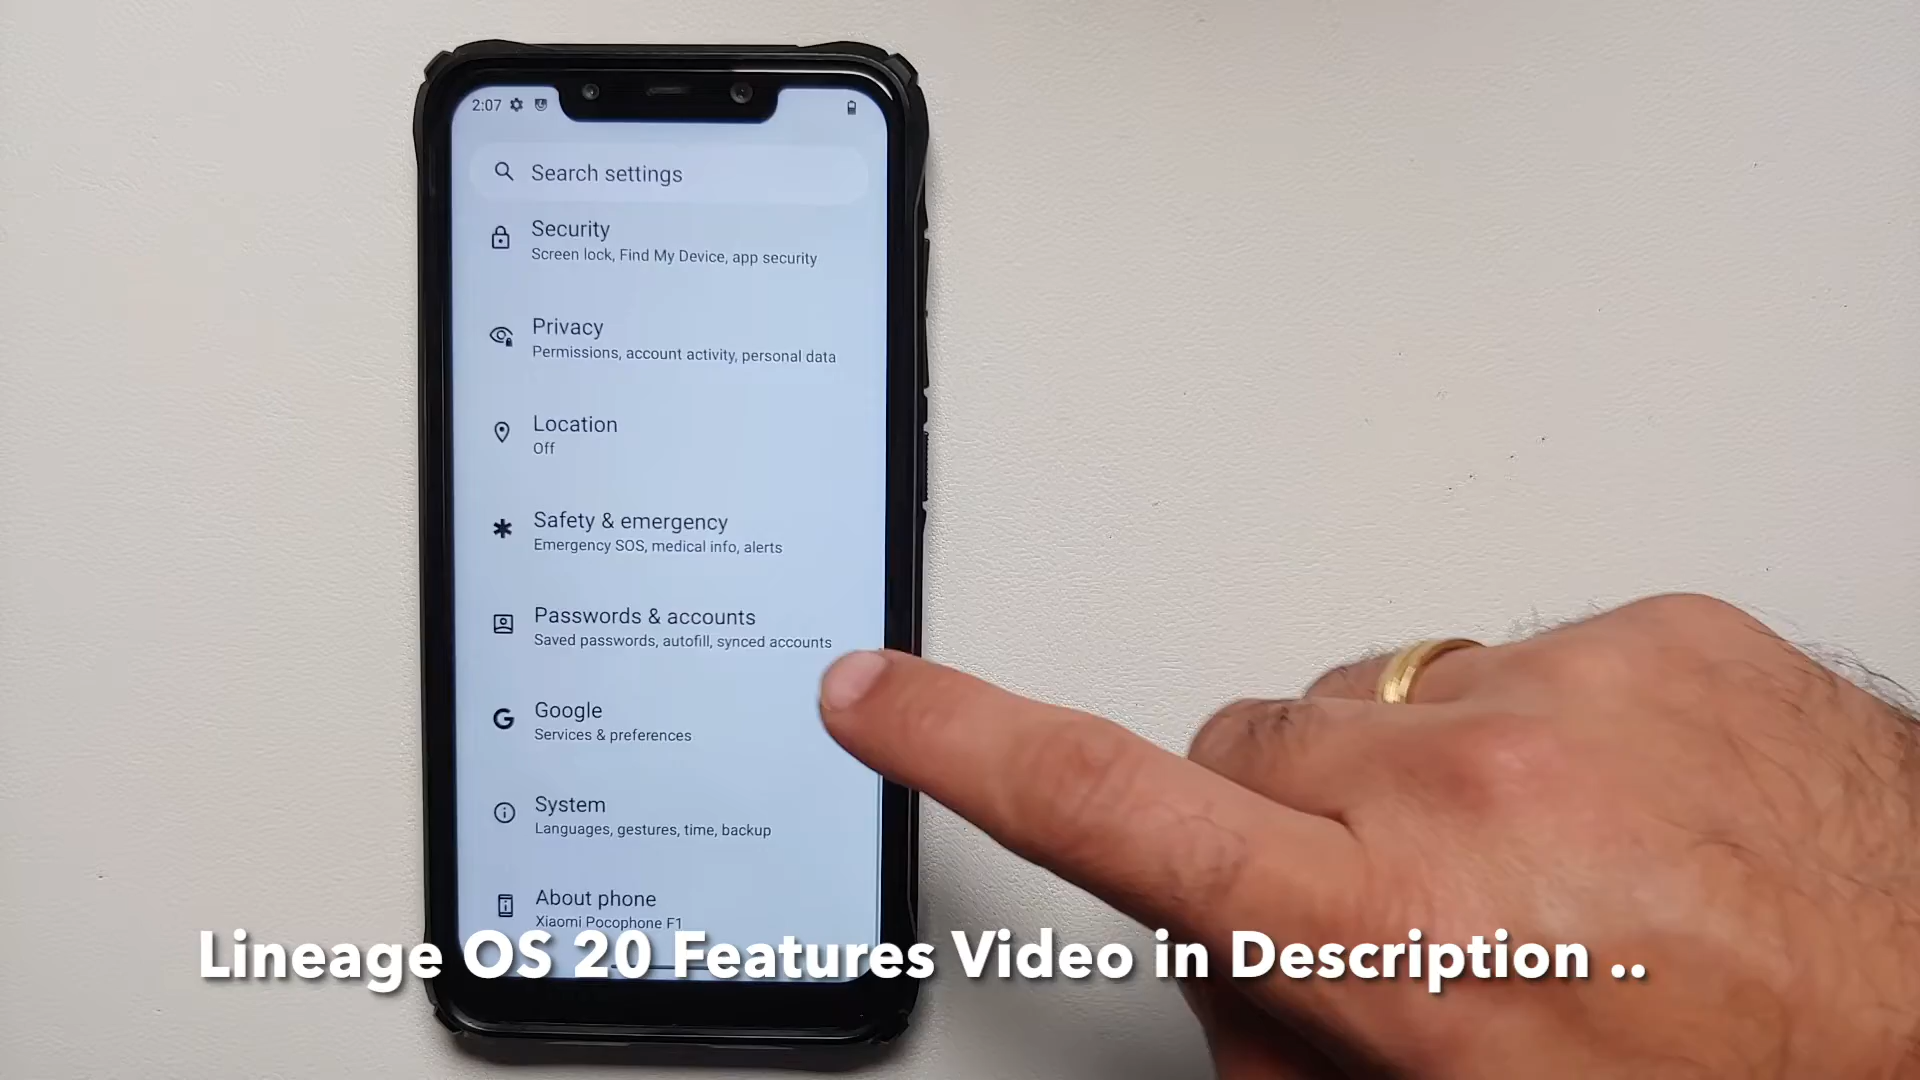 2:07
Search settings
Security
Screen lock, Find My Device, app security
Privacy
Permissions, account activity, personal data
Location
Off
Safety & emergency
Emergency SOS, medical info, alerts
Passwords & accounts
Saved passwords, autofill, synced accounts
Google
Services & preferences
System
Languages, gestures, time, backup
About phone
Xiaomi Pocophone F1
Lineage OS 20 Features Video in Description ..